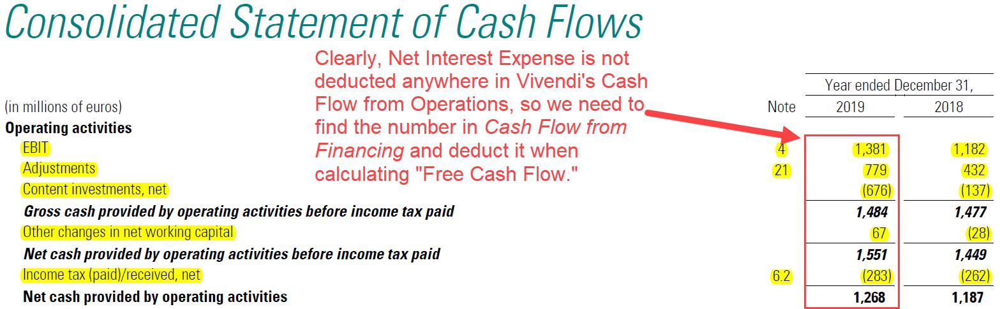 Consolidated Statement of Cash Flows
Clearly, Net Interest Expense is not
deducted anywhere in Vivendi's Cash
Flow from Operations, so we need to
find the number in Cash Flow from
Financing and deduct it when
calculating "Free Cash Flow."
Year ended December 31,
(in millions of euros) Note 2019 2018
Operating activities
EBIT 4 1,381 1,182
Adjustments 21 779 432
Content investments, net (676) (137)
Gross cash provided by operating activities before income tax paid 1,484 1,477
Other changes in net working capital 67 (28)
Net cash provided by operating activities before income tax paid 1,551 1,449
Income tax (paid)/received, net 6.2 (283) (262)
Net cash provided by operating activities 1,268 1,187